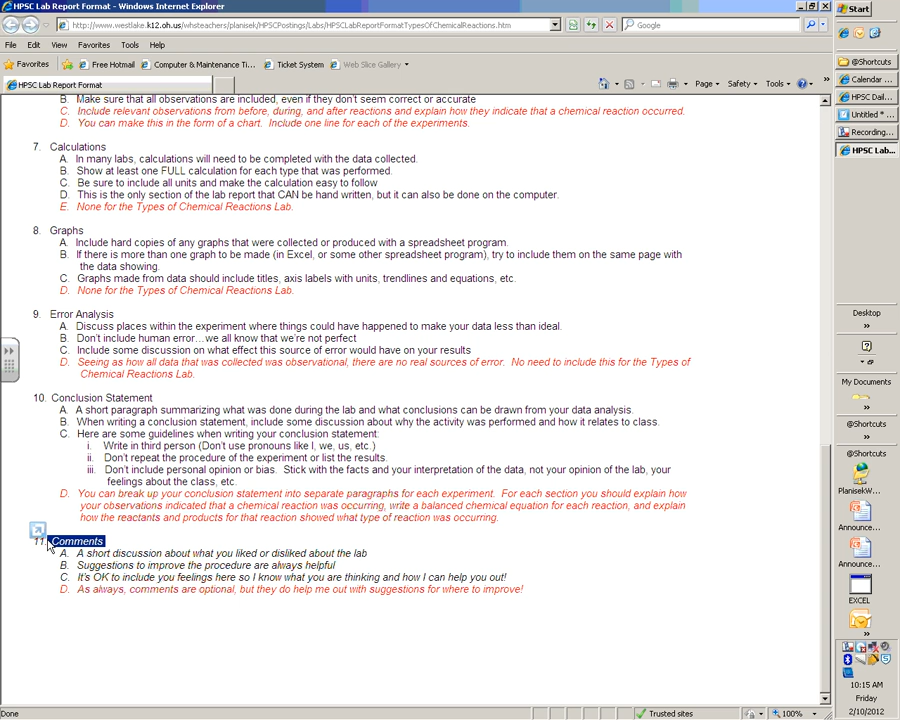 HPSC Lab Report Format - Windows Internet Explorer
http://www.westlake.k12.oh.us/whsteachers/planisek/HPSCPostings/Labs/HPSCLabReportFormatTypesOfChemicalReactions.htm
Google
File Edit View Favorites Tools Help
Favorites Free Hotmail Computer & Maintenance Ti... Ticket System Web Slice Gallery
HPSC Lab Report Format
Page Safety Tools
B. Make sure that all observations are included, even if they don't seem correct or accurate
C. Include relevant observations from before, during, and after reactions and explain how they indicate that a chemical reaction occurred.
D. You can make this in the form of a chart. Include one line for each of the experiments.
7. Calculations
A. In many labs, calculations will need to be completed with the data collected.
B. Show at least one FULL calculation for each type that was performed.
C. Be sure to include all units and make the calculation easy to follow
D. This is the only section of the lab report that CAN be hand written, but it can also be done on the computer.
E. None for the Types of Chemical Reactions Lab.
8. Graphs
A. Include hard copies of any graphs that were collected or produced with a spreadsheet program.
B. If there is more than one graph to be made (in Excel, or some other spreadsheet program), try to include them on the same page with
the data showing.
C. Graphs made from data should include titles, axis labels with units, trendlines and equations, etc.
D. None for the Types of Chemical Reactions Lab.
9. Error Analysis
A. Discuss places within the experiment where things could have happened to make your data less than ideal.
B. Don't include human error…we all know that we're not perfect
C. Include some discussion on what effect this source of error would have on your results
D. Seeing as how all data that was collected was observational, there are no real sources of error. No need to include this for the Types of
Chemical Reactions Lab.
10. Conclusion Statement
A. A short paragraph summarizing what was done during the lab and what conclusions can be drawn from your data analysis.
B. When writing a conclusion statement, include some discussion about why the activity was performed and how it relates to class.
C. Here are some guidelines when writing your conclusion statement:
i. Write in third person (Don't use pronouns like I, we, us, etc.)
ii. Don't repeat the procedure of the experiment or list the results.
iii. Don't include personal opinion or bias. Stick with the facts and your interpretation of the data, not your opinion of the lab, your
feelings about the class, etc.
D. You can break up your conclusion statement into separate paragraphs for each experiment. For each section you should explain how
your observations indicated that a chemical reaction was occurring, write a balanced chemical equation for each reaction, and explain
how the reactants and products for that reaction showed what type of reaction was occurring.
11. Comments
A. A short discussion about what you liked or disliked about the lab
B. Suggestions to improve the procedure are always helpful
C. It's OK to include you feelings here so I know what you are thinking and how I can help you out!
D. As always, comments are optional, but they do help me out with suggestions for where to improve!
Done
Trusted sites
100%
Start
@Shortcuts
Calendar ...
HPSC Dail...
Untitled * ...
Recording...
HPSC Lab...
Desktop
My Documents
@Shortcuts
@Shortcuts
PlanisekW...
Announce...
Announce...
EXCEL
10:15 AM
Friday
2/10/2012